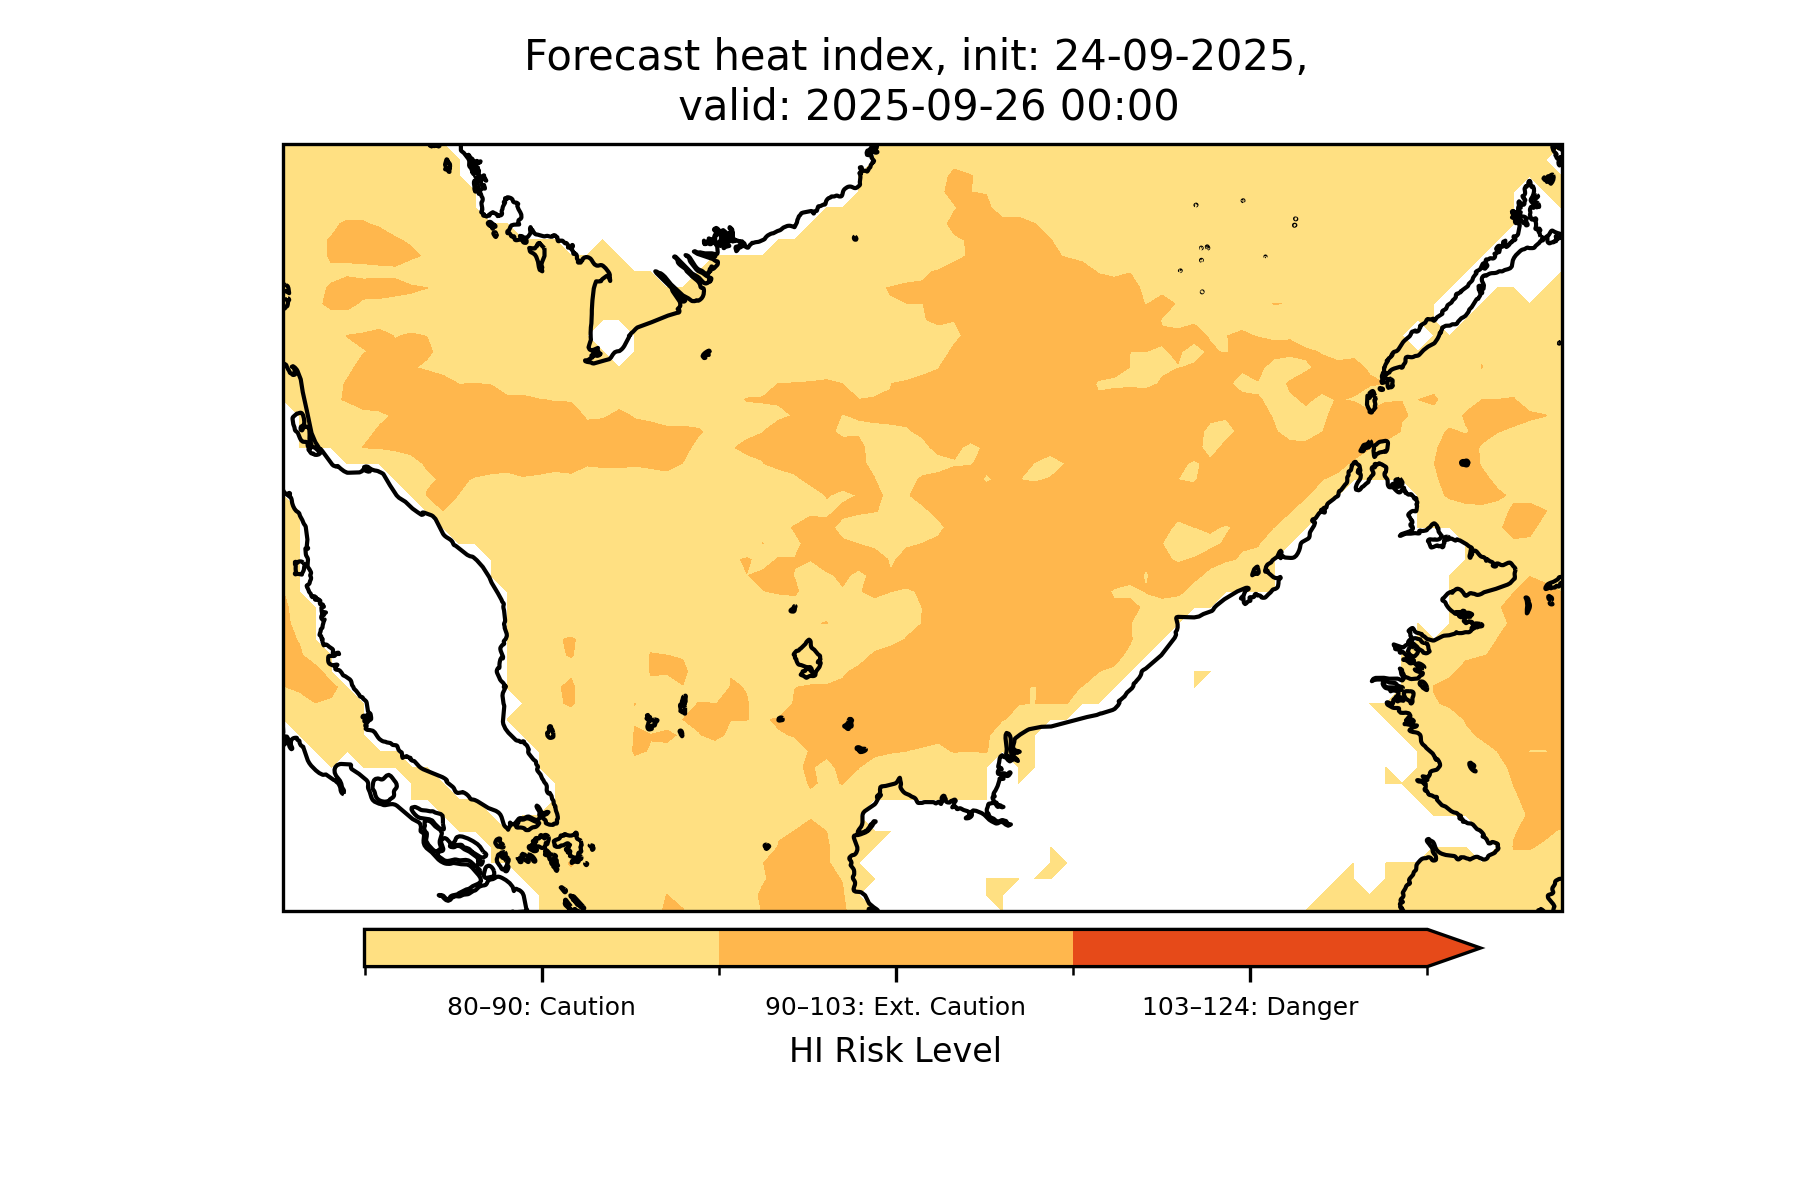 Forecast heat index, init: 24-09-2025,
valid: 2025-09-26 00:00
80–90: Caution
90–103: Ext. Caution
103–124: Danger
HI Risk Level